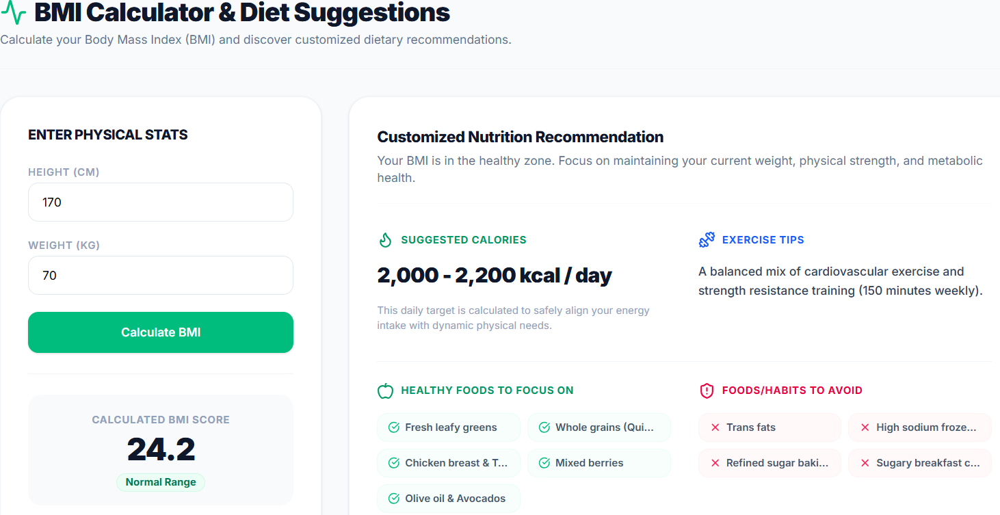 BMI Calculator & Diet Suggestions
Calculate your Body Mass Index (BMI) and discover customized dietary recommendations.
ENTER PHYSICAL STATS
HEIGHT (CM)
170
WEIGHT (KG)
70
Calculate BMI
CALCULATED BMI SCORE
24.2
Normal Range
Customized Nutrition Recommendation
Your BMI is in the healthy zone. Focus on maintaining your current weight, physical strength, and metabolic
health.
SUGGESTED CALORIES
2,000 - 2,200 kcal / day
This daily target is calculated to safely align your energy
intake with dynamic physical needs.
EXERCISE TIPS
A balanced mix of cardiovascular exercise and
strength resistance training (150 minutes weekly).
HEALTHY FOODS TO FOCUS ON
Fresh leafy greens
Whole grains (Qui...
Chicken breast & T...
Mixed berries
Olive oil & Avocados
FOODS/HABITS TO AVOID
Trans fats
High sodium froze...
Refined sugar baki...
Sugary breakfast c...